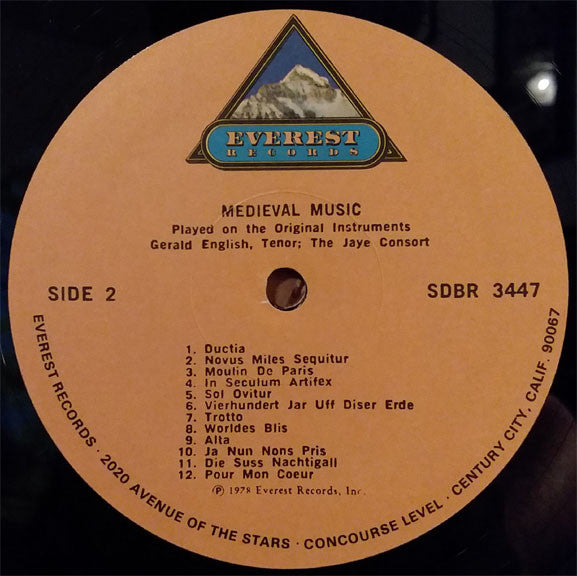 EVEREST
RECORDS
MEDIEVAL MUSIC
Played on the Original Instruments
Gerald English, Tenor; The Jaye Consort
SIDE 2
SDBR 3447
1. Ductia
2. Novus Miles Sequitur
3. Moulin De Paris
4. In Seculum Artifex
5. Sol Ovitur
6. Vierhundert Jar Uff Diser Erde
7. Trotto
8. Worldes Blis
9. Alta
10. Ja Nun Nons Pris
11. Die Suss Nachtigall
12. Pour Mon Coeur
℗ 1978 Everest Records, Inc.
EVEREST RECORDS · 2020 AVENUE OF THE STARS · CONCOURSE LEVEL · CENTURY CITY, CALIF. 90067